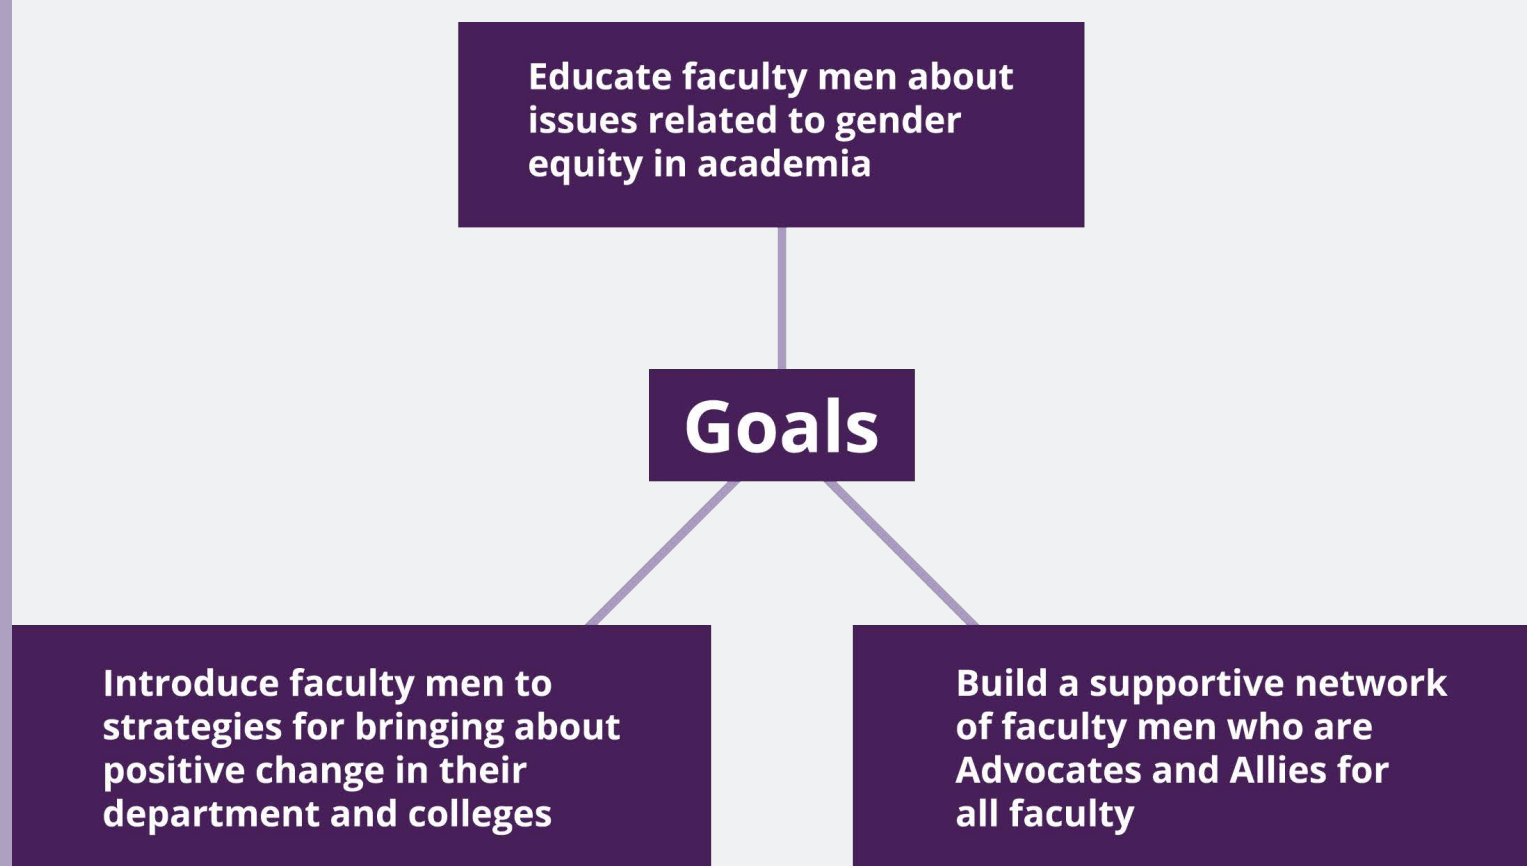 Educate faculty men about
issues related to gender
equity in academia
Goals
Introduce faculty men to
strategies for bringing about
positive change in their
department and colleges
Build a supportive network
of faculty men who are
Advocates and Allies for
all faculty